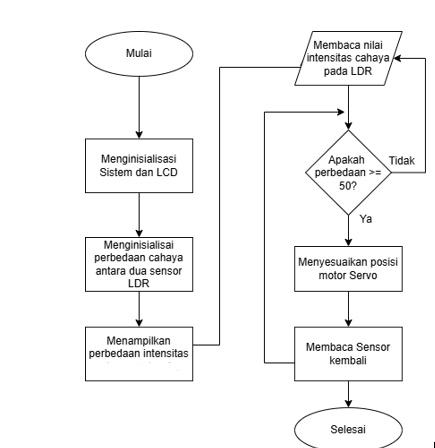 Mulai
Menginisialisasi
Sistem dan LCD
Menginisialisai
perbedaan cahaya
antara dua sensor
LDR
Menampilkan
perbedaan intensitas
Membaca nilai
intensitas cahaya
pada LDR
Apakah
perbedaan >=
50?
Tidak
Ya
Menyesuaikan posisi
motor Servo
Membaca Sensor
kembali
Selesai